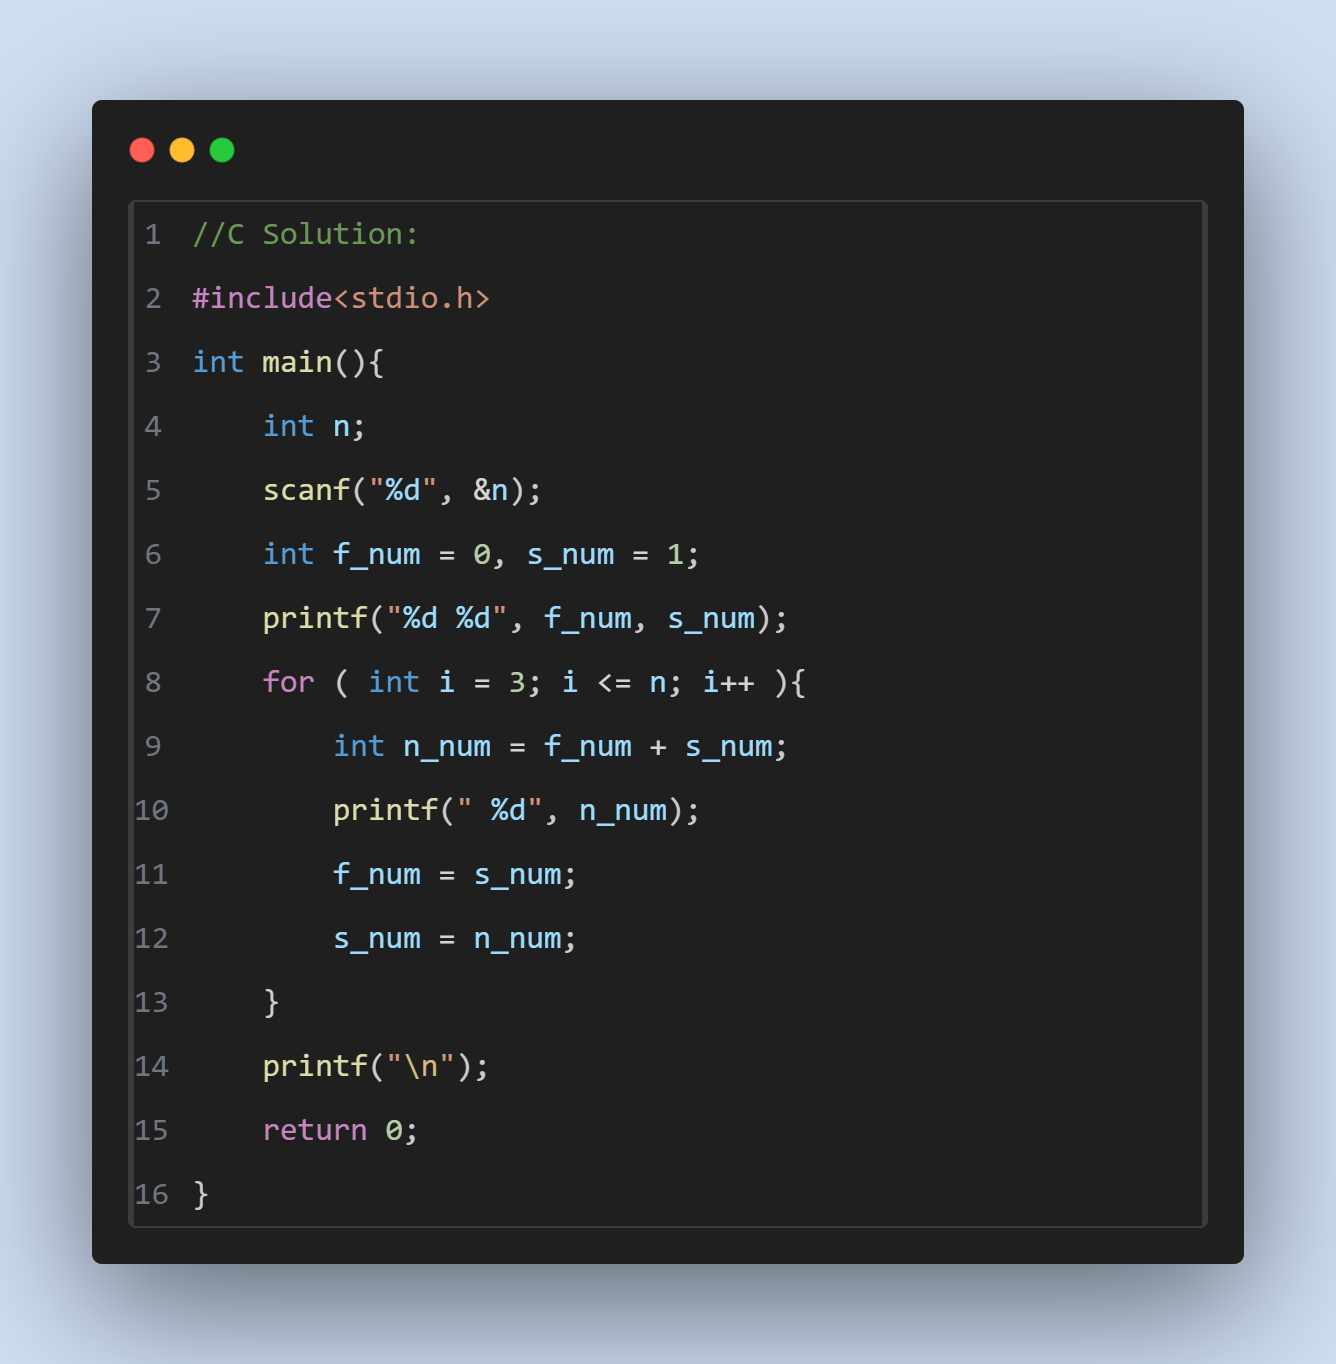 1 //C Solution:
2 #include<stdio.h>
3 int main(){
4     int n;
5     scanf("%d", &n);
6     int f_num = 0, s_num = 1;
7     printf("%d %d", f_num, s_num);
8     for ( int i = 3; i <= n; i++ ){
9         int n_num = f_num + s_num;
10         printf(" %d", n_num);
11         f_num = s_num;
12         s_num = n_num;
13     }
14     printf("\n");
15     return 0;
16 }